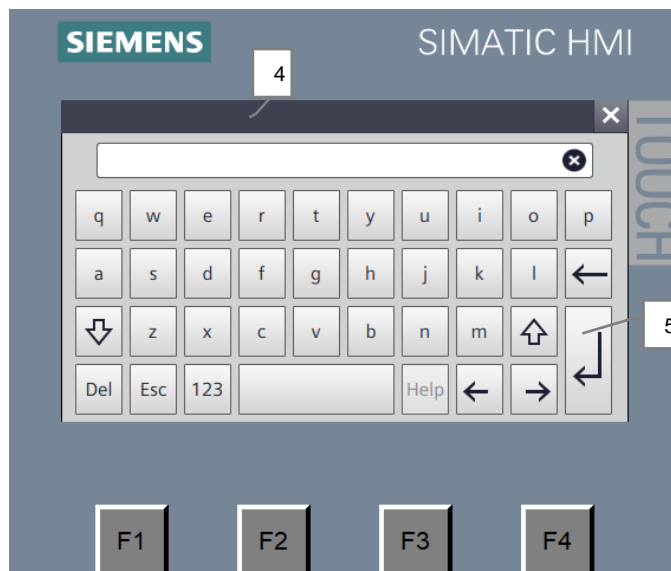 SIEMENS
SIMATIC HMI
4
TOUCH
q w e r t y u i o p
a s d f g h j k l
z x c v b n m
5
Del Esc 123 Help
F1 F2 F3 F4